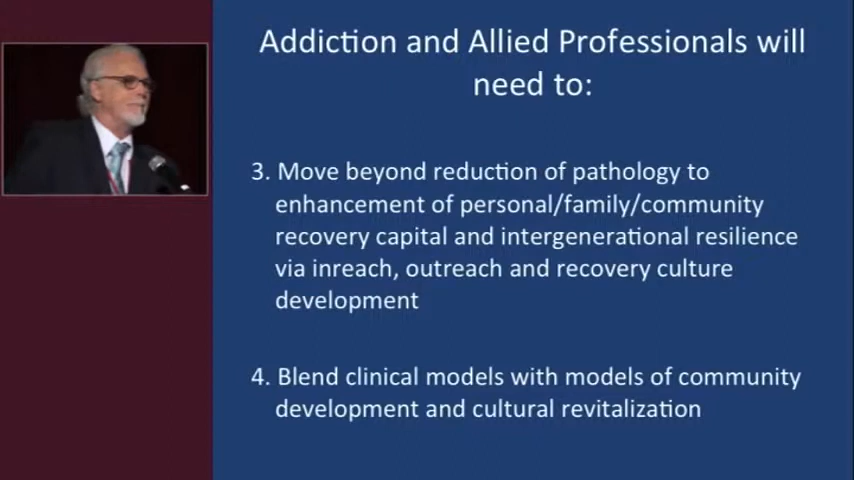 Addiction and Allied Professionals will
need to:
3. Move beyond reduction of pathology to
enhancement of personal/family/community
recovery capital and intergenerational resilience
via inreach, outreach and recovery culture
development
4. Blend clinical models with models of community
development and cultural revitalization